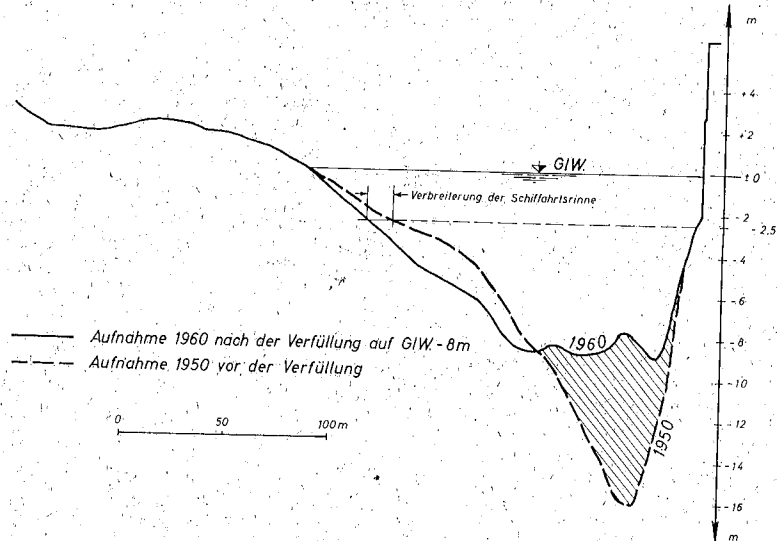 m
+4
+2
GlW.
±0
Verbreiterung der Schiffahrtsrinne
-2
-2.5
-4
-6
1960
Aufnahme 1960 nach der Verfüllung auf GlW.-8m
-8
Aufnahme 1950 vor der Verfüllung
-10
0 50 100m
-12
1950
-14
-16
m